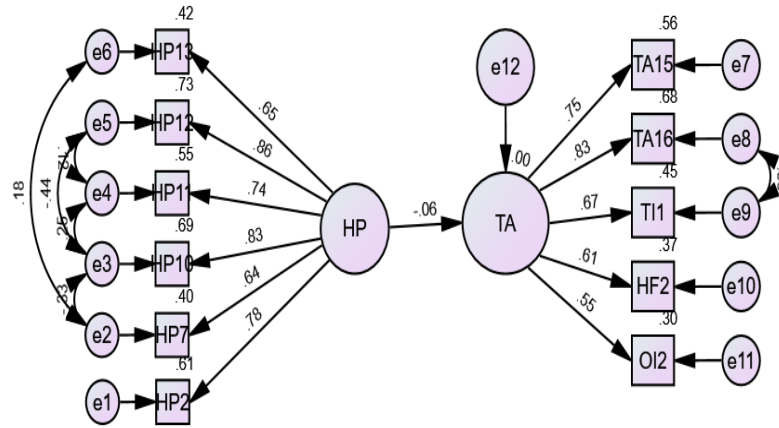 .42
e6 HP13
.73
e5 HP12
.55
e4 HP11
.69
e3 HP10
.40
e2 HP7
.61
e1 HP2
.18
-.44
.65
.86
.74
.83
.64
.78
HP
-.06
e12
.00
TA
.75
.83
.67
.61
.55
.56
TA15 e7
.68
TA16 e8
.45
TI1 e9
.37
HF2 e10
.30
OI2 e11